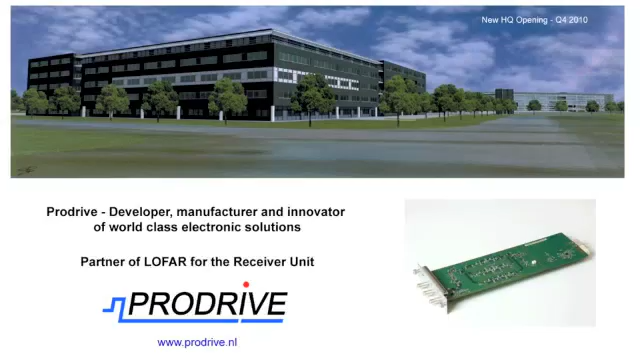 New HQ Opening - Q4 2010
Prodrive - Developer, manufacturer and innovator
of world class electronic solutions
Partner of LOFAR for the Receiver Unit
PRODRIVE
www.prodrive.nl